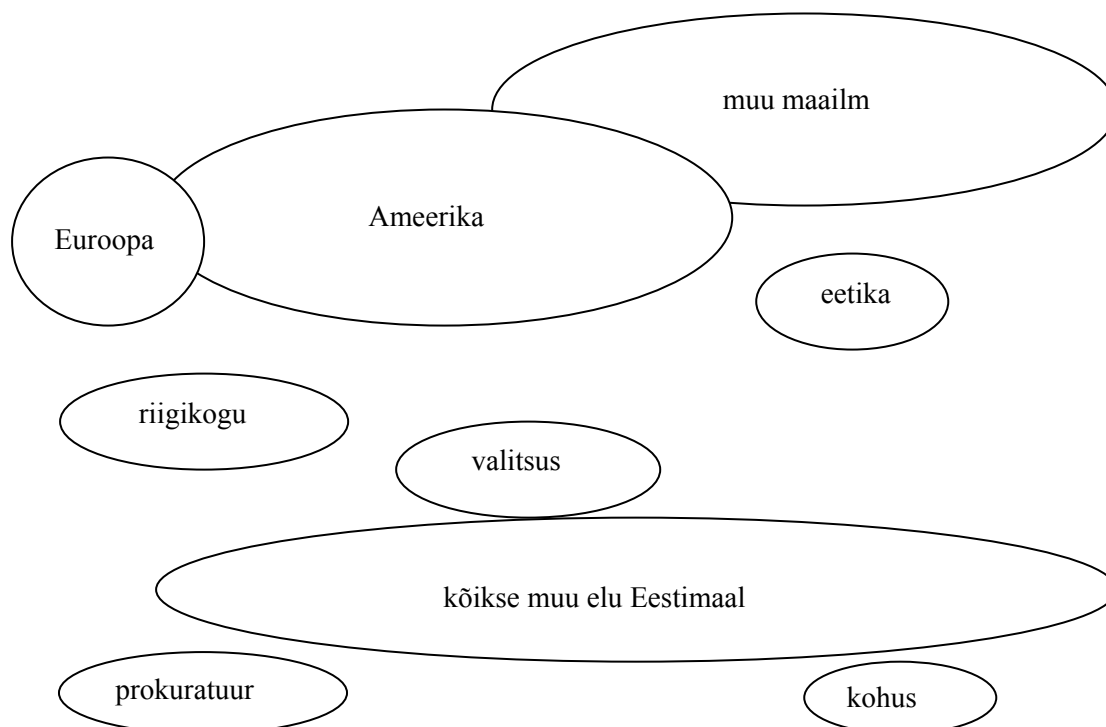 muu maailm
Ameerika
Euroopa
eetika
riigikogu
valitsus
kõikse muu elu Eestimaal
prokuratuur
kohus